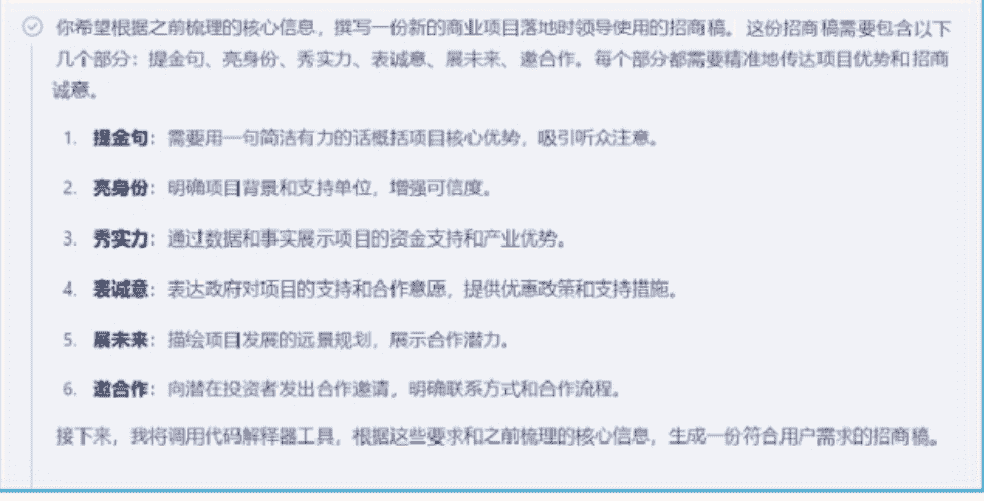 你希望根据之前梳理的核心信息，撰写一份新的商业项目落地时领导使用的招商稿。这份招商稿需要包含以下
几个部分：提金句、亮身份、秀实力、表诚意、展未来、邀合作。每个部分都需要精准地传达项目优势和招商
诚意。
1. 提金句：需要用一句简洁有力的话概括项目核心优势，吸引听众注意。
2. 亮身份：明确项目背景和支持单位，增强可信度。
3. 秀实力：通过数据和事实展示项目的资金支持和产业优势。
4. 表诚意：表达政府对项目的支持和合作意愿，提供优惠政策和支持措施。
5. 展未来：描绘项目发展的远景规划，展示合作潜力。
6. 邀合作：向潜在投资者发出合作邀请，明确联系方式和合作流程。
接下来，我将调用代码解释器工具，根据这些要求和之前梳理的核心信息，生成一份符合用户需求的招商稿。